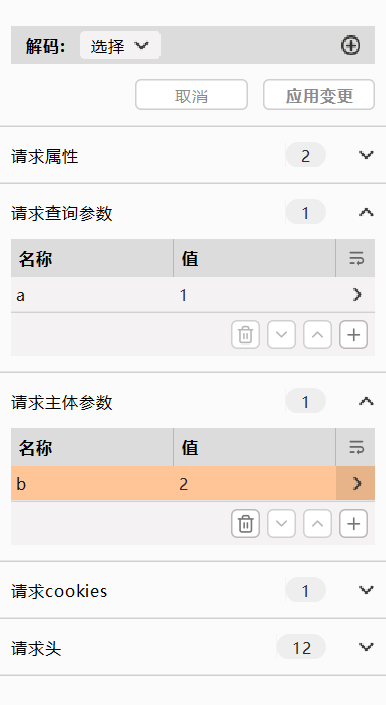 解码: 选择
取消 应用变更
请求属性 2
请求查询参数 1
名称 值
a 1
请求主体参数 1
名称 值
b 2
请求cookies 1
请求头 12